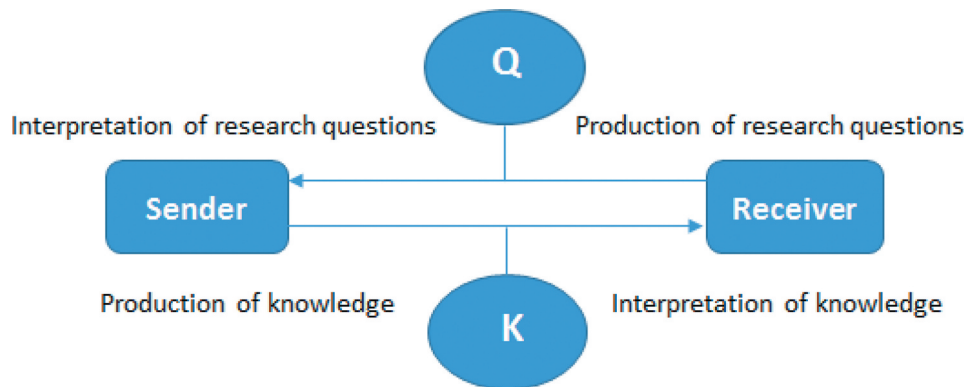 Q
Interpretation of research questions
Production of research questions
Sender
Receiver
Production of knowledge
Interpretation of knowledge
K